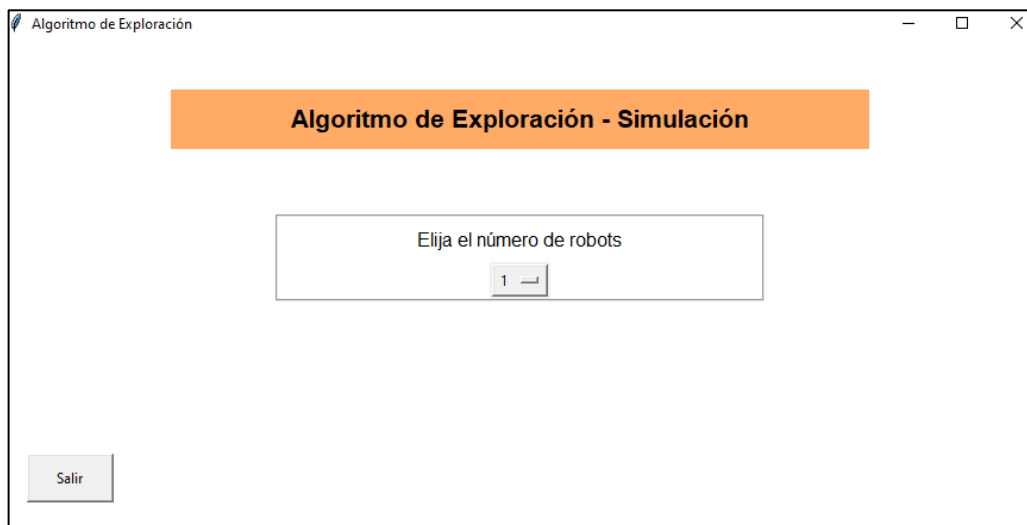 Algoritmo de Exploración
Algoritmo de Exploración - Simulación
Elija el número de robots
1
Salir